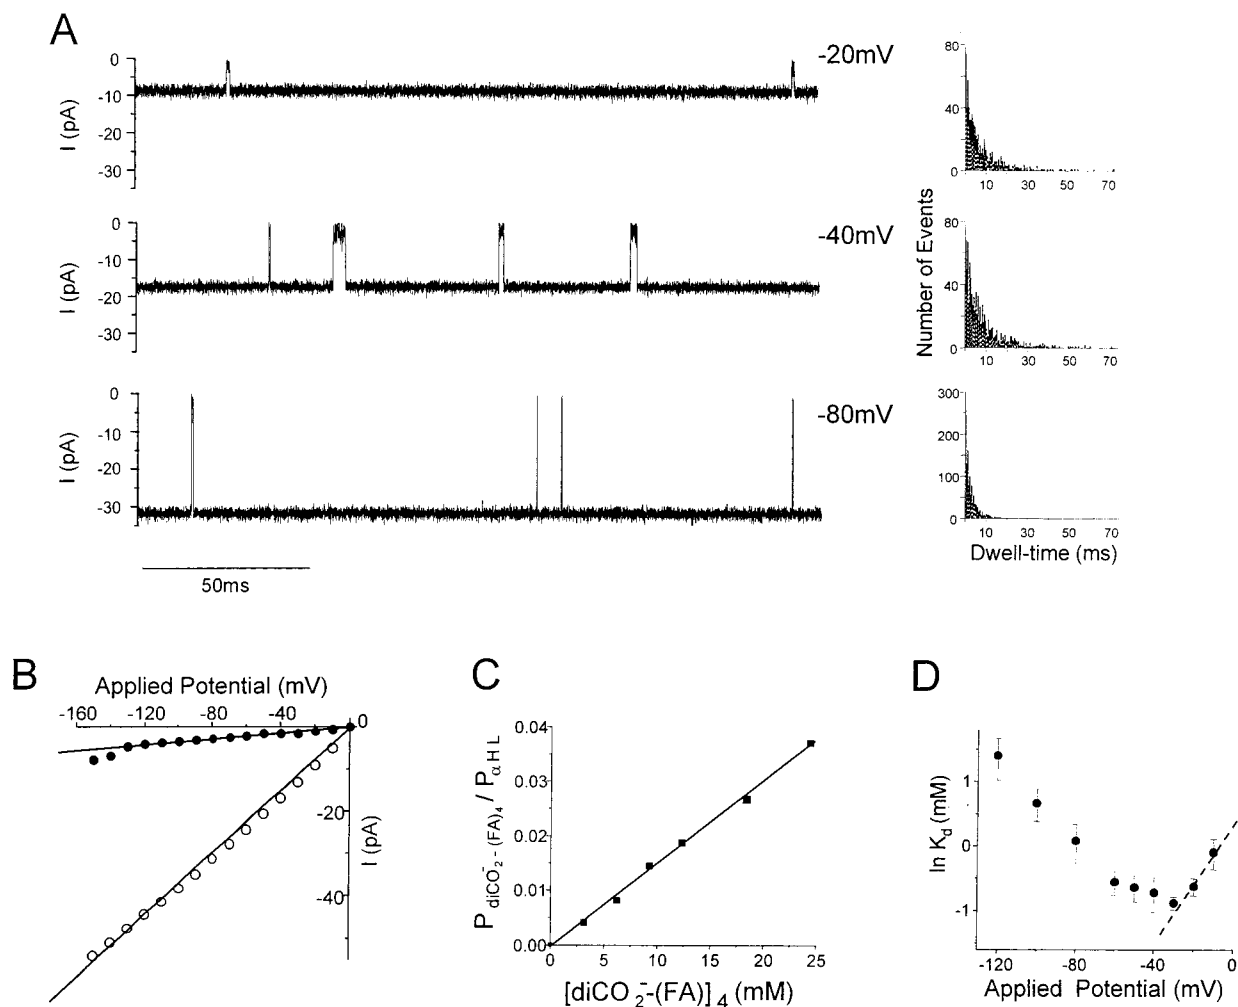 A
-20mV
0
-10
-20
-30
I (pA)
80
40
0
10 30 50 70
-40mV
0
-10
-20
-30
I (pA)
Number of Events
80
40
0
10 30 50 70
-80mV
0
-10
-20
-30
I (pA)
300
200
100
0
10 30 50 70
Dwell-time (ms)
50ms
B
Applied Potential (mV)
-160 -120 -80 -40 0
-20
-40
I (pA)
C
P diCO2- - (FA)4 / P αHL
0.04
0.03
0.02
0.01
0.00
0 5 10 15 20 25
[diCO2- -(FA)] 4 (mM)
D
ln Kd (mM)
1
0
-1
-120 -80 -40 0
Applied Potential (mV)